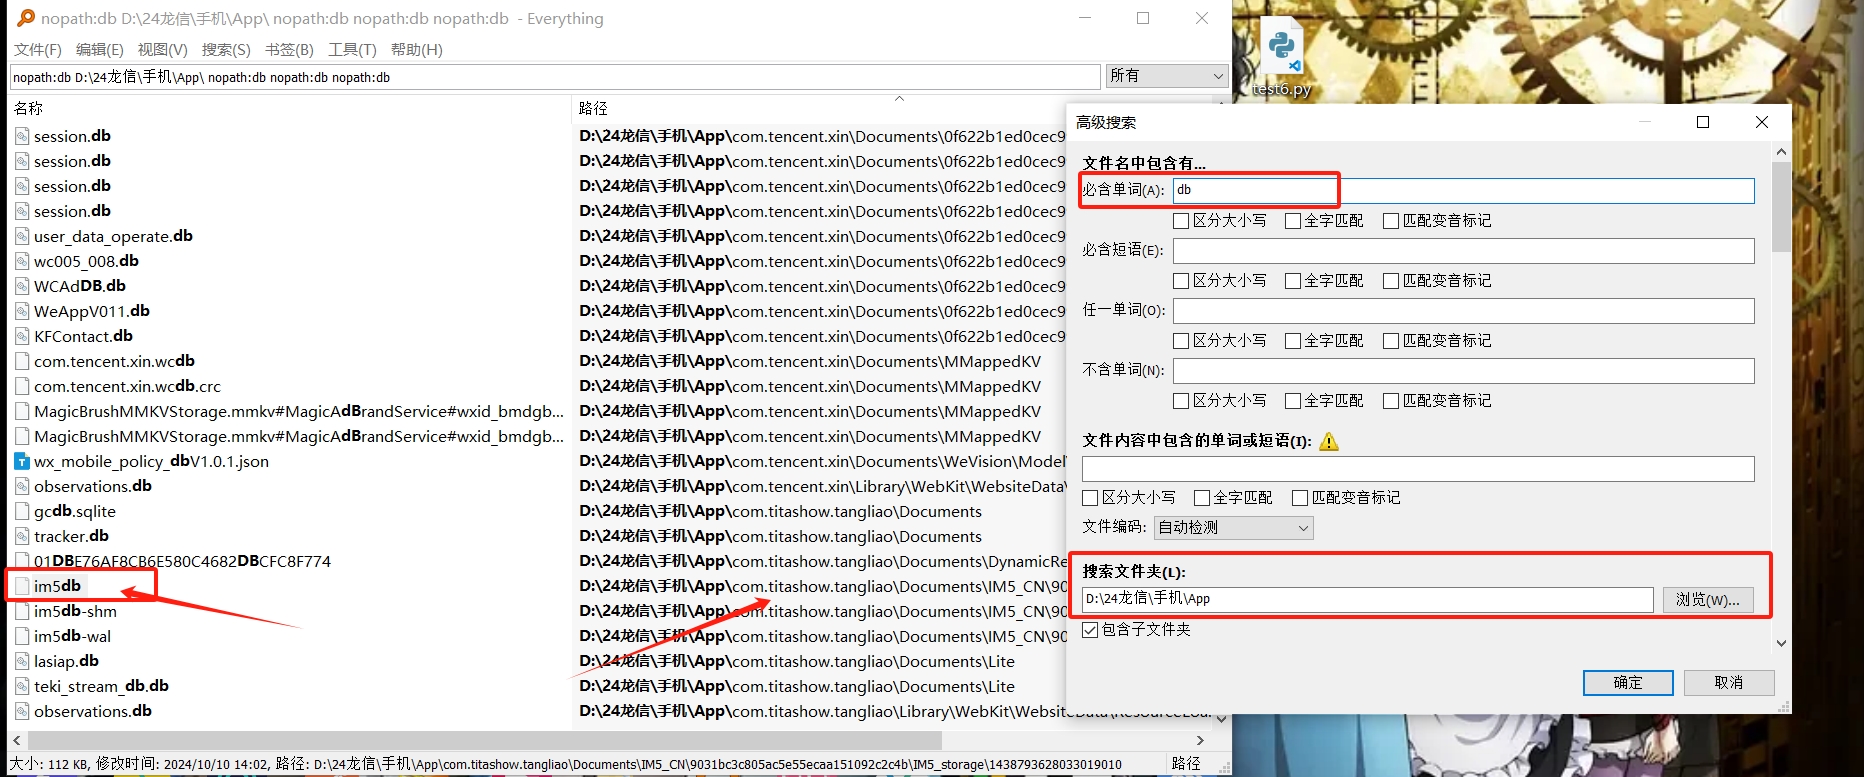 nopath:db D:\24龙信\手机\App\ nopath:db nopath:db nopath:db - Everything
文件(F) 编辑(E) 视图(V) 搜索(S) 书签(B) 工具(T) 帮助(H)
nopath:db D:\24龙信\手机\App\ nopath:db nopath:db nopath:db 所有
名称 路径
session.db D:\24龙信\手机\App\com.tencent.xin\Documents\0f622b1ed0cec9
session.db D:\24龙信\手机\App\com.tencent.xin\Documents\0f622b1ed0cec9
session.db D:\24龙信\手机\App\com.tencent.xin\Documents\0f622b1ed0cec9
session.db D:\24龙信\手机\App\com.tencent.xin\Documents\0f622b1ed0cec9
user_data_operate.db D:\24龙信\手机\App\com.tencent.xin\Documents\0f622b1ed0cec9
wc005_008.db D:\24龙信\手机\App\com.tencent.xin\Documents\0f622b1ed0cec9
WCAdDB.db D:\24龙信\手机\App\com.tencent.xin\Documents\0f622b1ed0cec9
WeAppV011.db D:\24龙信\手机\App\com.tencent.xin\Documents\0f622b1ed0cec9
KFContact.db D:\24龙信\手机\App\com.tencent.xin\Documents\0f622b1ed0cec9
com.tencent.xin.wcdb D:\24龙信\手机\App\com.tencent.xin\Documents\MMappedKV
com.tencent.xin.wcdb.crc D:\24龙信\手机\App\com.tencent.xin\Documents\MMappedKV
MagicBrushMMKVStorage.mmkv#MagicAdBrandService#wxid_bmdgb... D:\24龙信\手机\App\com.tencent.xin\Documents\MMappedKV
MagicBrushMMKVStorage.mmkv#MagicAdBrandService#wxid_bmdgb... D:\24龙信\手机\App\com.tencent.xin\Documents\MMappedKV
wx_mobile_policy_dbV1.0.1.json D:\24龙信\手机\App\com.tencent.xin\Documents\WeVision\Model\
observations.db D:\24龙信\手机\App\com.tencent.xin\Library\WebKit\WebsiteData\
gcdb.sqlite D:\24龙信\手机\App\com.titashow.tangliao\Documents
tracker.db D:\24龙信\手机\App\com.titashow.tangliao\Documents
01DBE76AF8CB6E580C4682DBCFC8F774 D:\24龙信\手机\App\com.titashow.tangliao\Documents\DynamicRe
im5db D:\24龙信\手机\App\com.titashow.tangliao\Documents\IM5_CN\90
im5db-shm D:\24龙信\手机\App\com.titashow.tangliao\Documents\IM5_CN\90
im5db-wal D:\24龙信\手机\App\com.titashow.tangliao\Documents\IM5_CN\90
lasiap.db D:\24龙信\手机\App\com.titashow.tangliao\Documents\Lite
teki_stream_db.db D:\24龙信\手机\App\com.titashow.tangliao\Documents\Lite
observations.db D:\24龙信\手机\App\com.titashow.tangliao\Library\WebKit\WebsiteData\ResourceLoa...
大小: 112 KB, 修改时间: 2024/10/10 14:02, 路径: D:\24龙信\手机\App\com.titashow.tangliao\Documents\IM5_CN\9031bc3c805ac5e55ecaa151092c2c4b\IM5_storage\1438793628033019010 路径
test6.py
高级搜索
文件名中包含有...
必含单词(A): db
区分大小写 全字匹配 匹配变音标记
必含短语(E):
区分大小写 全字匹配 匹配变音标记
任一单词(O):
区分大小写 全字匹配 匹配变音标记
不含单词(N):
区分大小写 全字匹配 匹配变音标记
文件内容中包含的单词或短语(I):
区分大小写 全字匹配 匹配变音标记
文件编码: 自动检测
搜索文件夹(L):
D:\24龙信\手机\App 浏览(W)...
包含子文件夹
确定 取消